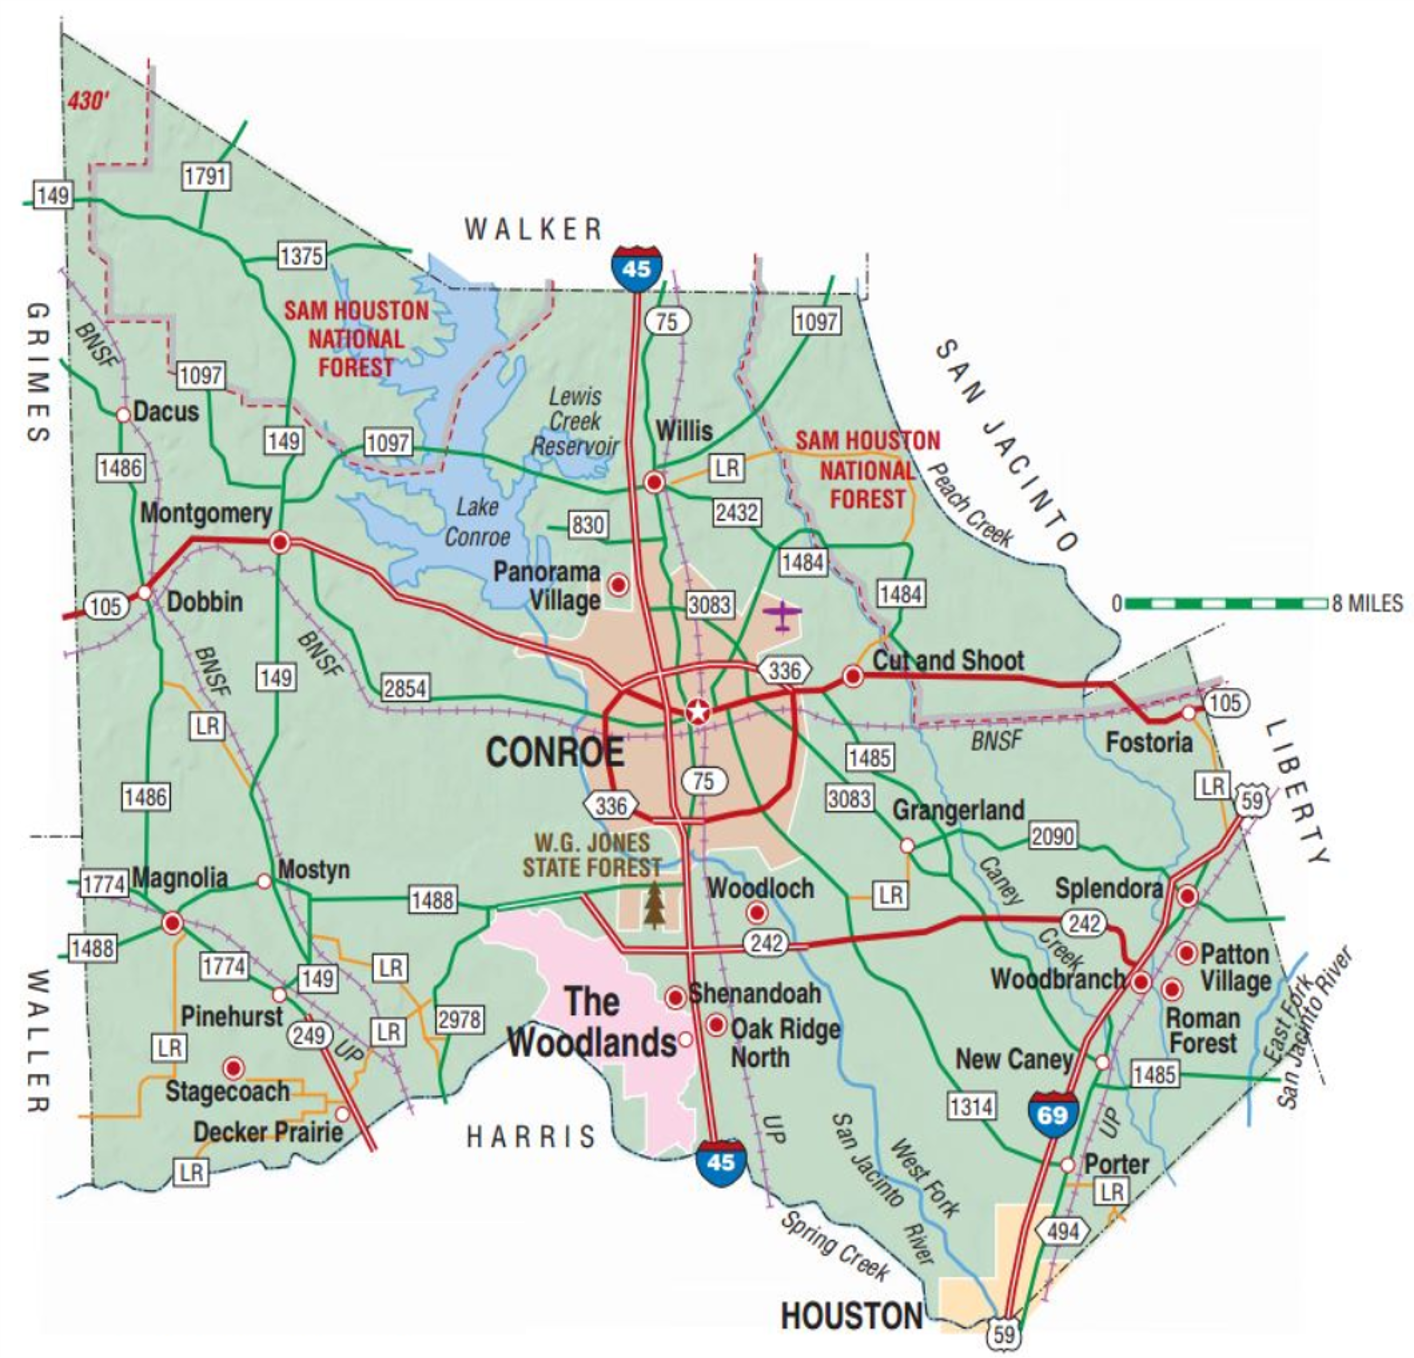 430'
149
1791
WALKER
1375
45
SAM HOUSTON
NATIONAL
FOREST
75
1097
GRIMES
BNSF
SAN JACINTO
1097
Dacus
Lewis
Creek
Reservoir
Willis
149
1097
SAM HOUSTON
NATIONAL
FOREST
LR
1486
Peach Creek
Montgomery
Lake
Conroe
830
2432
1484
Panorama
Village
105
Dobbin
3083
1484
0
8 MILES
BNSF
BNSF
149
2854
336
Cut and Shoot
105
LR
CONROE
BNSF
Fostoria
LIBERTY
1485
75
1486
336
3083
Grangerland
LR
59
2090
W.G. JONES
STATE FOREST
1774
Magnolia
Mostyn
1488
Woodloch
LR
Caney
Creek
Splendora
242
242
1488
1774
149
LR
Woodbranch
Patton
Village
WALLER
Pinehurst
249
2978
The
Woodlands
Shenandoah
Oak Ridge
North
Roman
Forest
East Fork
San Jacinto River
LR
LR
UP
New Caney
1485
Stagecoach
1314
69
UP
Decker Prairie
HARRIS
UP
LR
45
San Jacinto
West Fork
River
Porter
LR
494
Spring Creek
HOUSTON
59